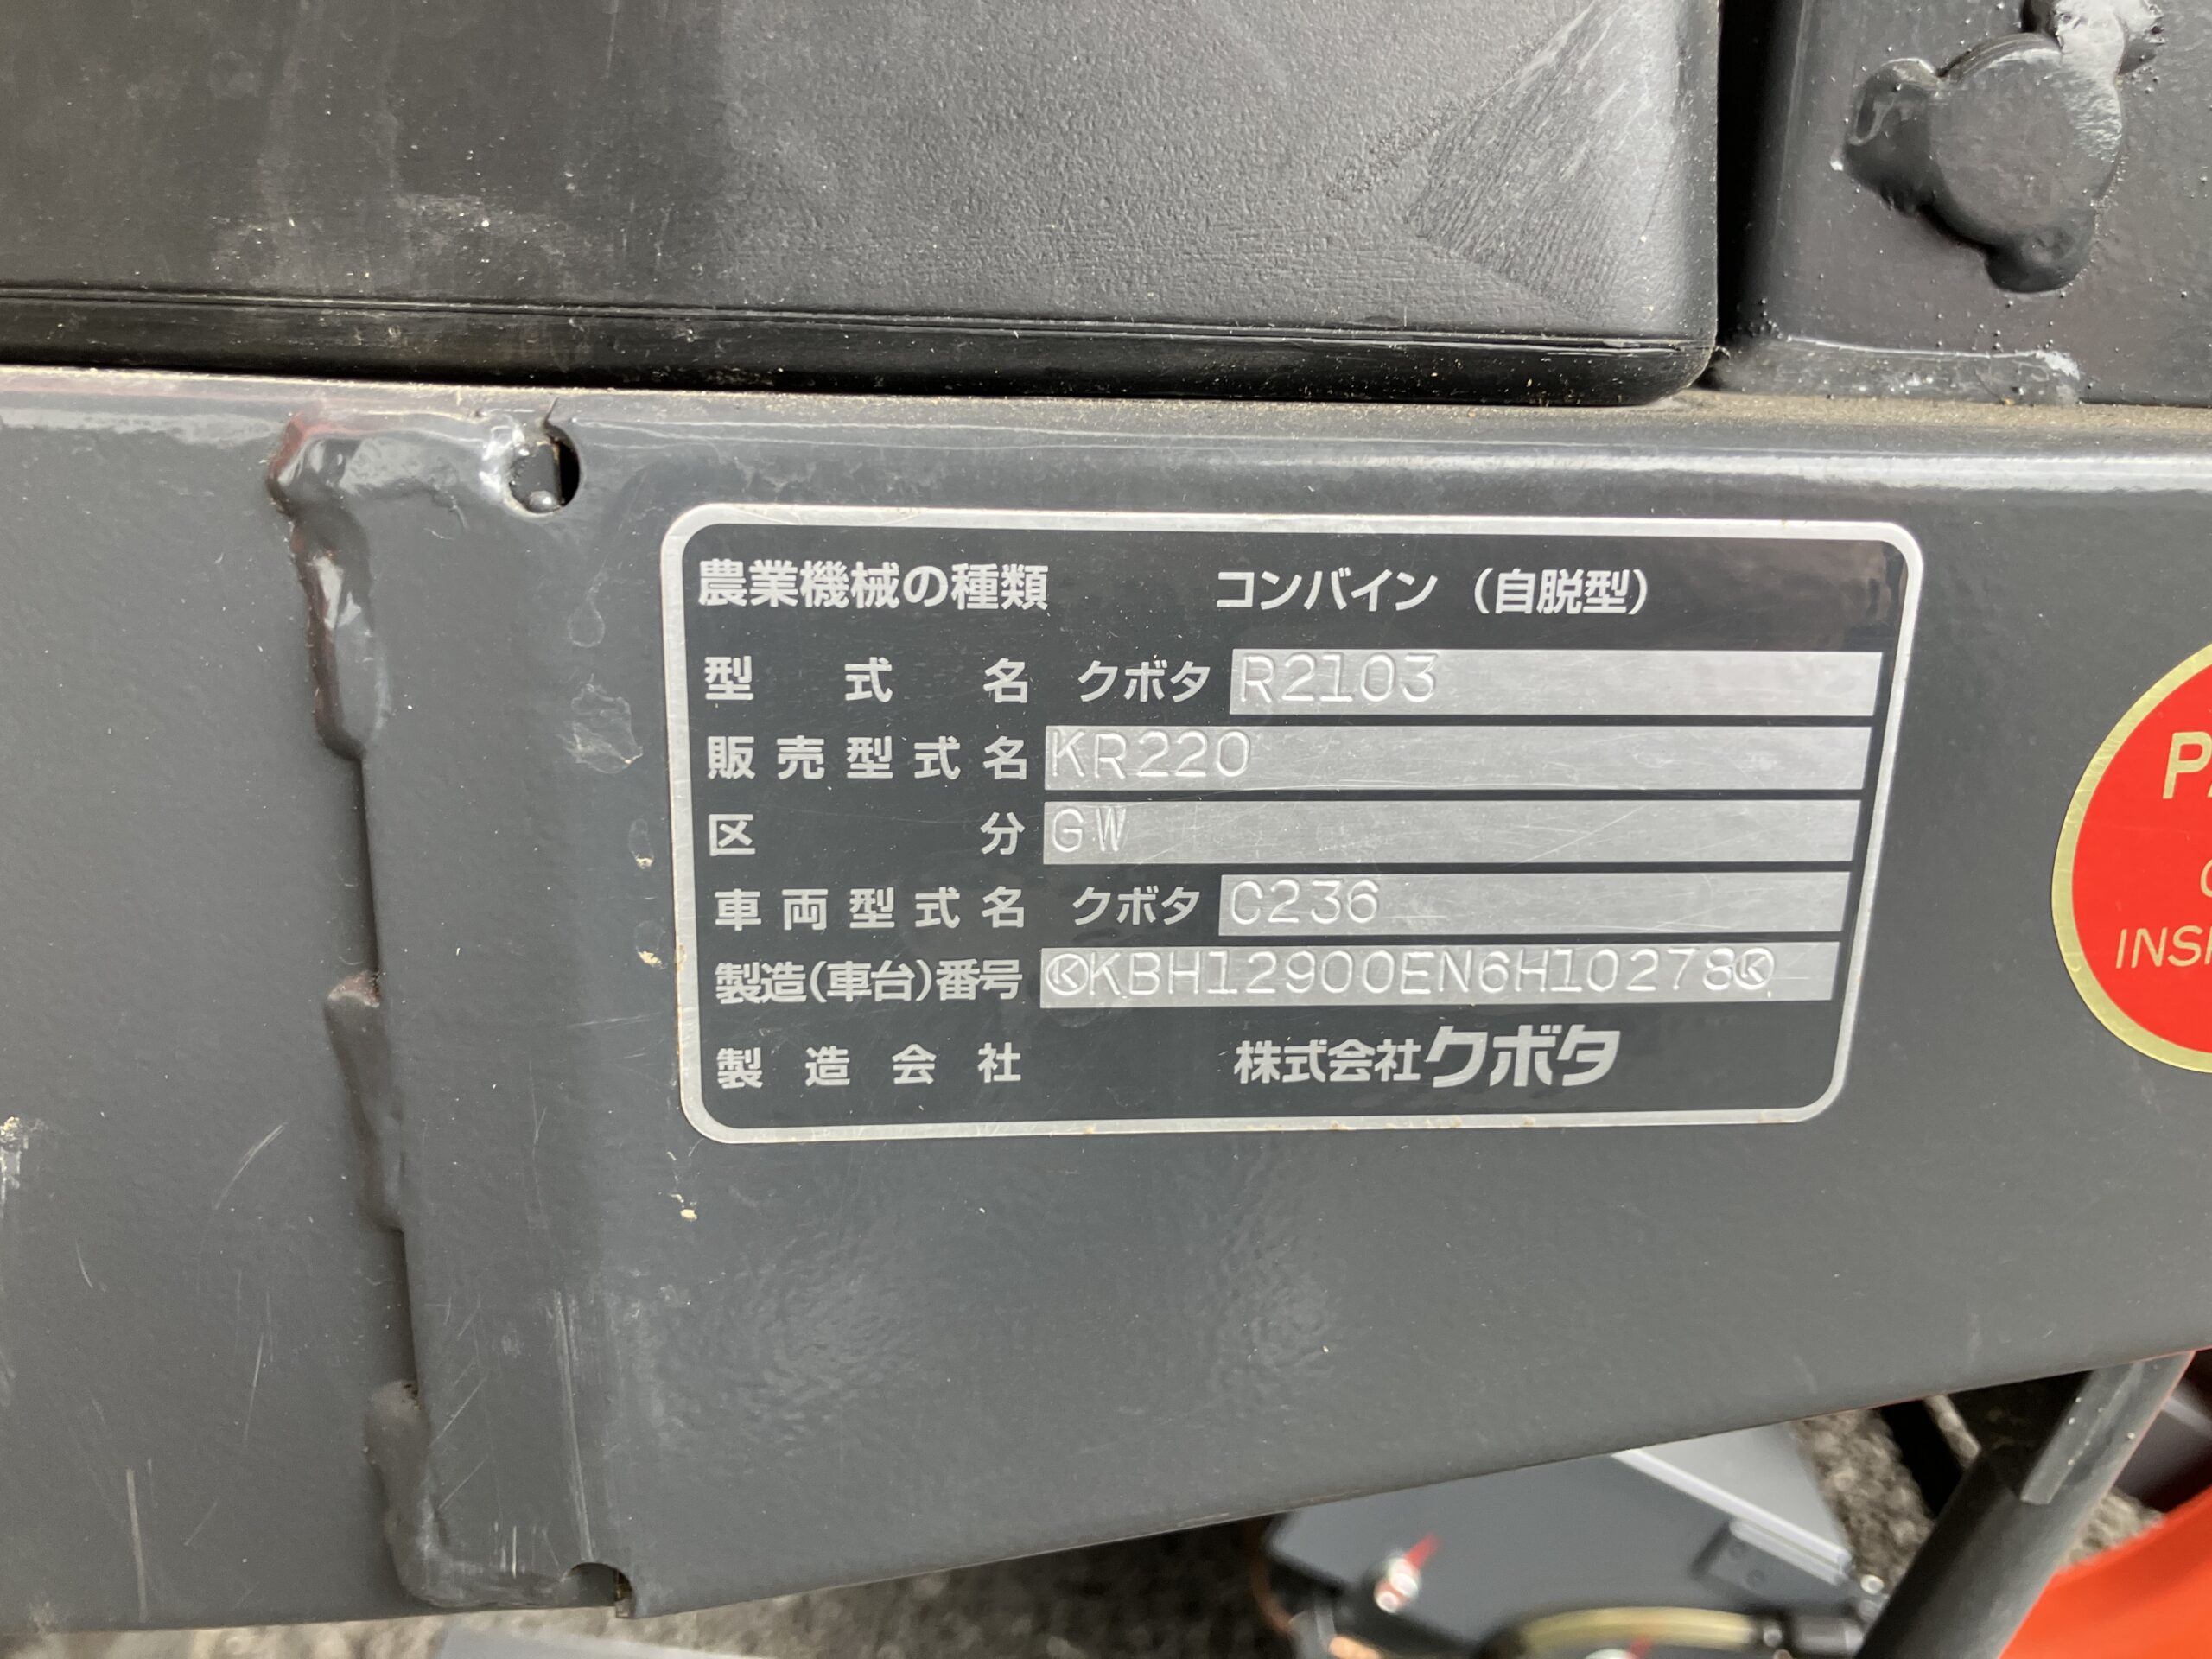 農業機械の種類 コンバイン（自脱型）
型式名 クボタ R2103
販売型式名 KR220
区分 GW
車両型式名 クボタ C236
製造(車台)番号 KKBH12900EN6H10278K
製造会社 株式会社クボタ